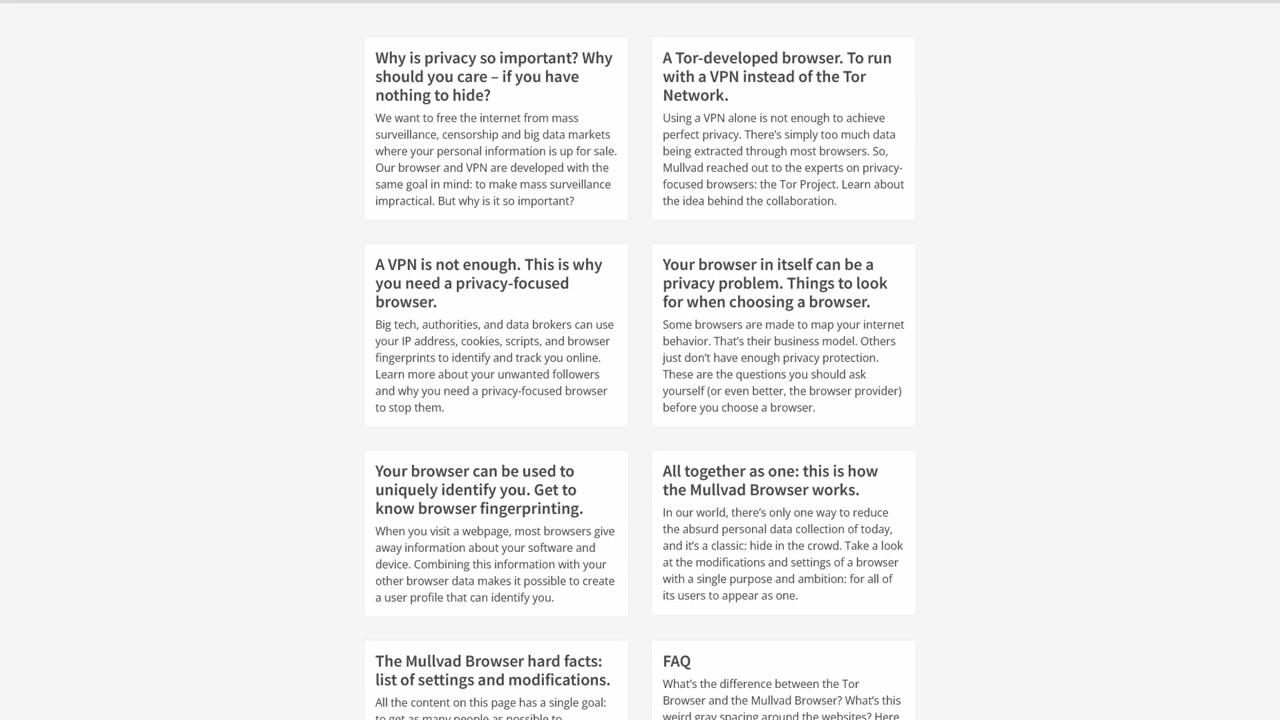 Why is privacy so important? Why
should you care – if you have
nothing to hide?
We want to free the internet from mass
surveillance, censorship and big data markets
where your personal information is up for sale.
Our browser and VPN are developed with the
same goal in mind: to make mass surveillance
impractical. But why is it so important?
A Tor-developed browser. To run
with a VPN instead of the Tor
Network.
Using a VPN alone is not enough to achieve
perfect privacy. There’s simply too much data
being extracted through most browsers. So,
Mullvad reached out to the experts on privacy-
focused browsers: the Tor Project. Learn about
the idea behind the collaboration.
A VPN is not enough. This is why
you need a privacy-focused
browser.
Big tech, authorities, and data brokers can use
your IP address, cookies, scripts, and browser
fingerprints to identify and track you online.
Learn more about your unwanted followers
and why you need a privacy-focused browser
to stop them.
Your browser in itself can be a
privacy problem. Things to look
for when choosing a browser.
Some browsers are made to map your internet
behavior. That’s their business model. Others
just don’t have enough privacy protection.
These are the questions you should ask
yourself (or even better, the browser provider)
before you choose a browser.
Your browser can be used to
uniquely identify you. Get to
know browser fingerprinting.
When you visit a webpage, most browsers give
away information about your software and
device. Combining this information with your
other browser data makes it possible to create
a user profile that can identify you.
All together as one: this is how
the Mullvad Browser works.
In our world, there’s only one way to reduce
the absurd personal data collection of today,
and it’s a classic: hide in the crowd. Take a look
at the modifications and settings of a browser
with a single purpose and ambition: for all of
its users to appear as one.
The Mullvad Browser hard facts:
list of settings and modifications.
All the content on this page has a single goal:
to get as many people as possible to
FAQ
What’s the difference between the Tor
Browser and the Mullvad Browser? What’s this
weird gray spacing around the websites? Here